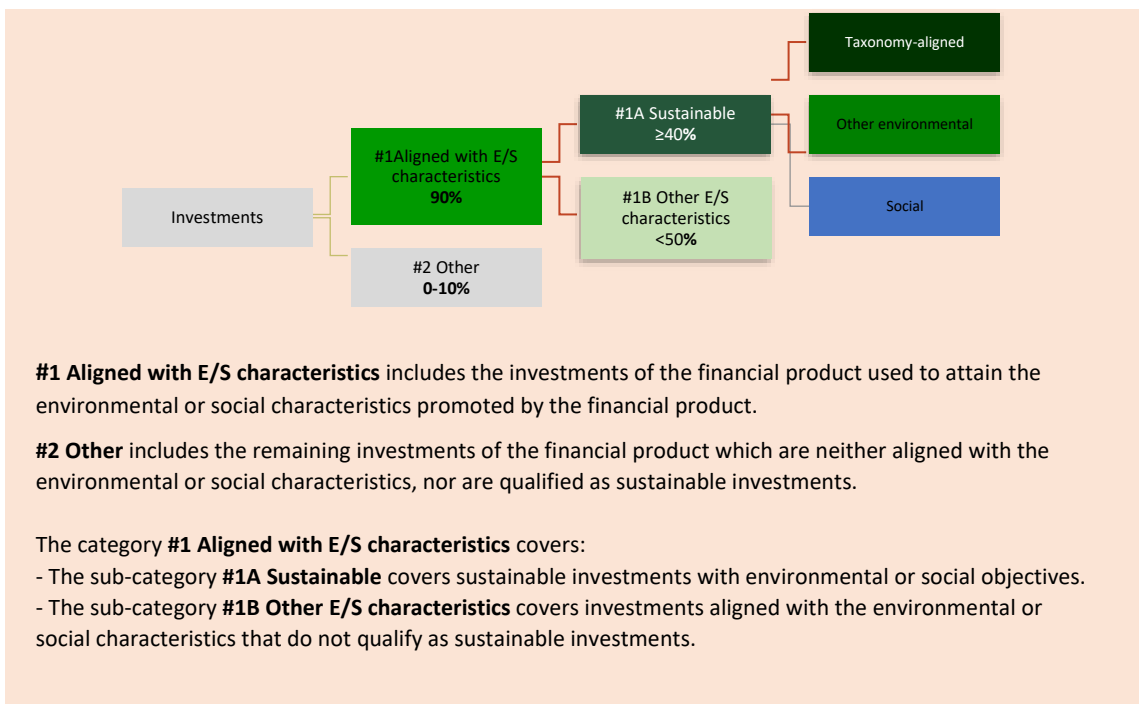 Taxonomy-aligned
#1A Sustainable
≥40%
Other environmental
#1Aligned with E/S
characteristics
90%
#1B Other E/S
characteristics
<50%
Investments
Social
#2 Other
0-10%
#1 Aligned with E/S characteristics includes the investments of the financial product used to attain the
environmental or social characteristics promoted by the financial product.
#2 Other includes the remaining investments of the financial product which are neither aligned with the
environmental or social characteristics, nor are qualified as sustainable investments.
The category #1 Aligned with E/S characteristics covers:
- The sub-category #1A Sustainable covers sustainable investments with environmental or social objectives.
- The sub-category #1B Other E/S characteristics covers investments aligned with the environmental or
social characteristics that do not qualify as sustainable investments.